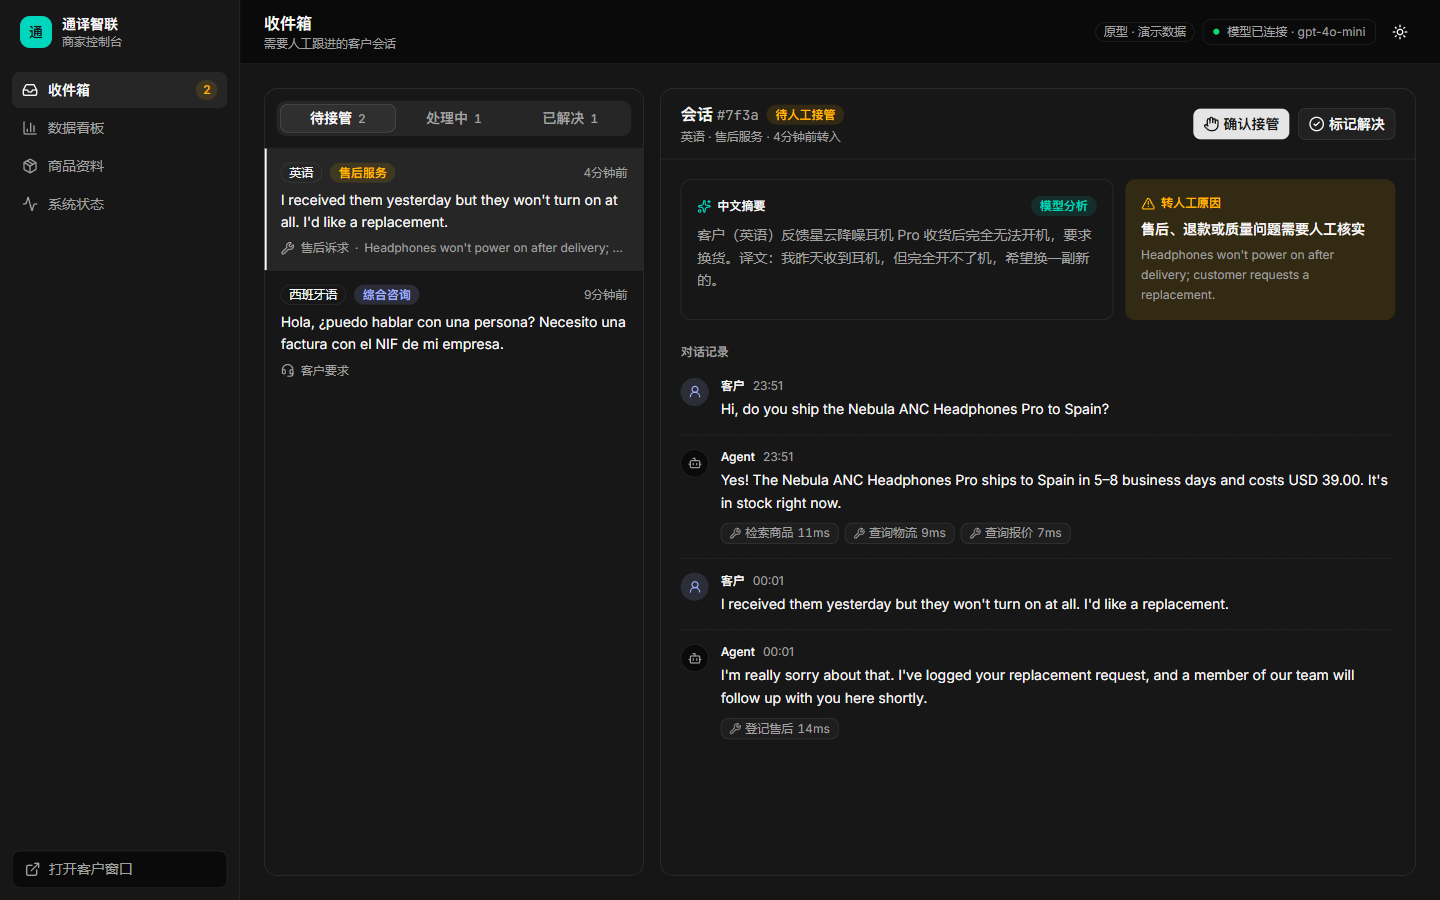 通
通译智联
商家控制台
收件箱
2
数据看板
商品资料
系统状态
打开客户窗口
收件箱
需要人工跟进的客户会话
原型 · 演示数据
模型已连接 · gpt-4o-mini
待接管 2
处理中 1
已解决 1
英语
售后服务
4分钟前
I received them yesterday but they won't turn on at
all. I'd like a replacement.
售后诉求 · Headphones won't power on after delivery; ...
西班牙语
综合咨询
9分钟前
Hola, ¿puedo hablar con una persona? Necesito una
factura con el NIF de mi empresa.
客户要求
会话 #7f3a
待人工接管
英语 · 售后服务 · 4分钟前转入
确认接管
标记解决
中文摘要
模型分析
客户（英语）反馈星云降噪耳机 Pro 收货后完全无法开机，要求
换货。译文：我昨天收到耳机，但完全开不了机，希望换一副新
的。
转人工原因
售后、退款或质量问题需要人工核实
Headphones won't power on after
delivery; customer requests a
replacement.
对话记录
客户 23:51
Hi, do you ship the Nebula ANC Headphones Pro to Spain?
Agent 23:51
Yes! The Nebula ANC Headphones Pro ships to Spain in 5–8 business days and costs USD 39.00. It's
in stock right now.
检索商品 11ms
查询物流 9ms
查询报价 7ms
客户 00:01
I received them yesterday but they won't turn on at all. I'd like a replacement.
Agent 00:01
I'm really sorry about that. I've logged your replacement request, and a member of our team will
follow up with you here shortly.
登记售后 14ms